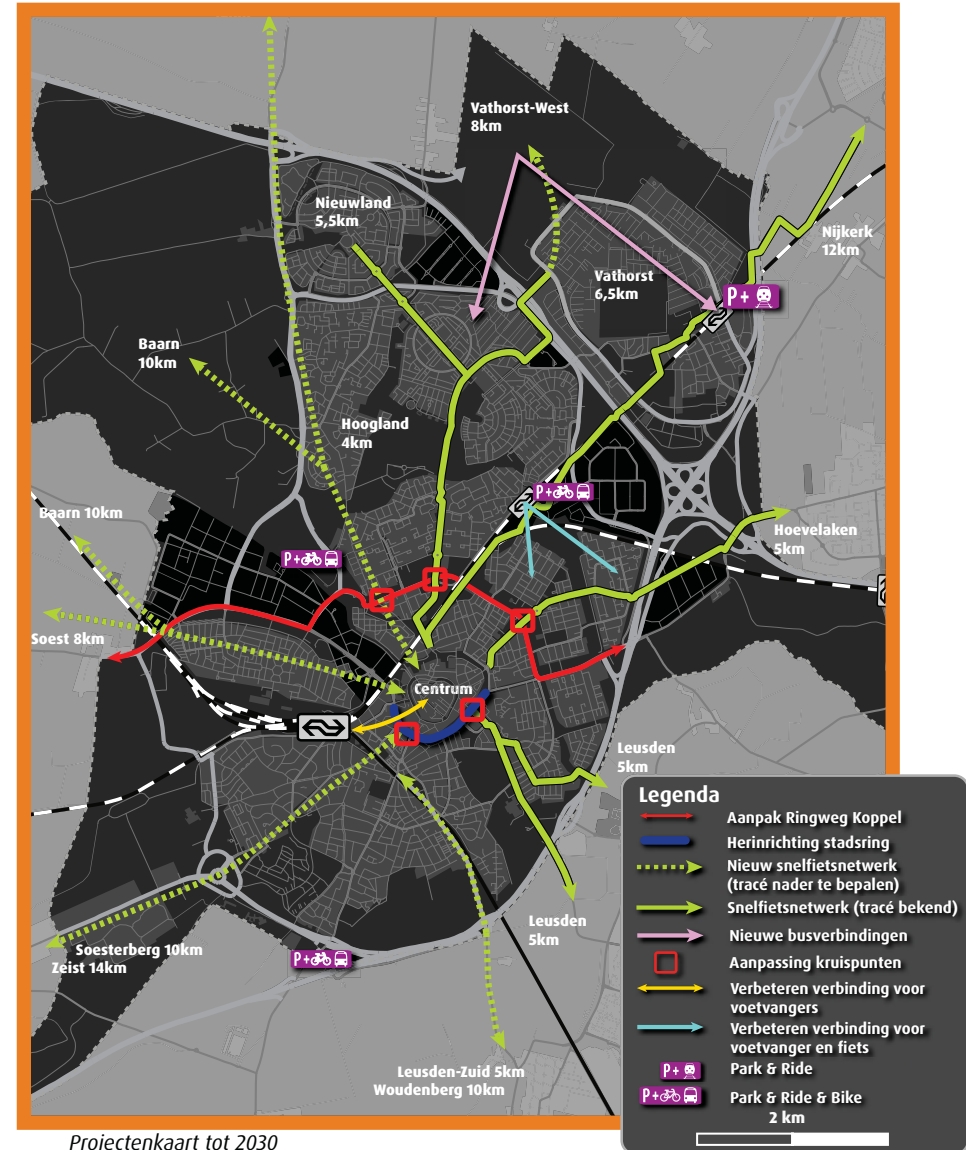 Vathorst-West
8km
Nieuwland
5,5km
Nijkerk
12km
Vathorst
6,5km
P+
Baarn
10km
Hoogland
4km
P+
Baarn 10km
Hoevelaken
5km
P+
Soest 8km
Centrum
Leusden
5km
Leusden
5km
Soesterberg 10km
Zeist 14km
P+
Leusden-Zuid 5km
Woudenberg 10km
Legenda
Aanpak Ringweg Koppel
Herinrichting stadsring
Nieuw snelfietsnetwerk
(tracé nader te bepalen)
Snelfietsnetwerk (tracé bekend)
Nieuwe busverbindingen
Aanpassing kruispunten
Verbeteren verbinding voor
voetvangers
Verbeteren verbinding voor
voetvanger en fiets
P+ Park & Ride
P+ Park & Ride & Bike
2 km
Projectenkaart tot 2030